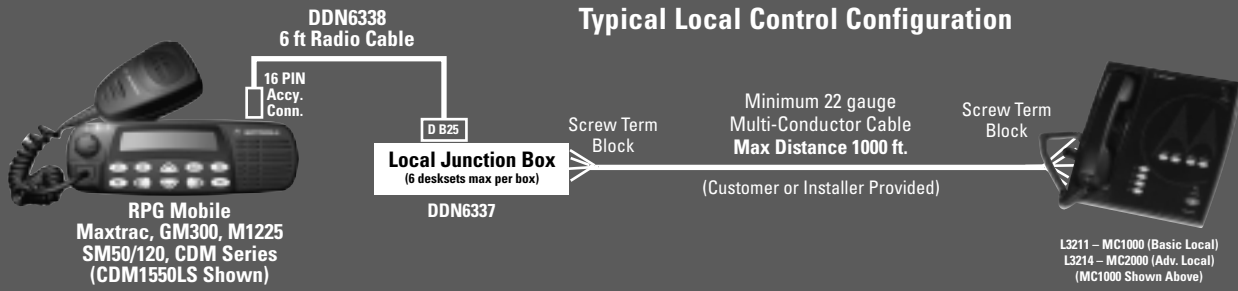 Typical Local Control Configuration
DDN6338
6 ft Radio Cable
16 PIN
Accy.
Conn.
D B25
Local Junction Box
(6 desksets max per box)
DDN6337
Screw Term
Block
Minimum 22 gauge
Multi-Conductor Cable
Max Distance 1000 ft.
(Customer or Installer Provided)
Screw Term
Block
RPG Mobile
Maxtrac, GM300, M1225
SM50/120, CDM Series
(CDM1550LS Shown)
L3211 – MC1000 (Basic Local)
L3214 – MC2000 (Adv. Local)
(MC1000 Shown Above)